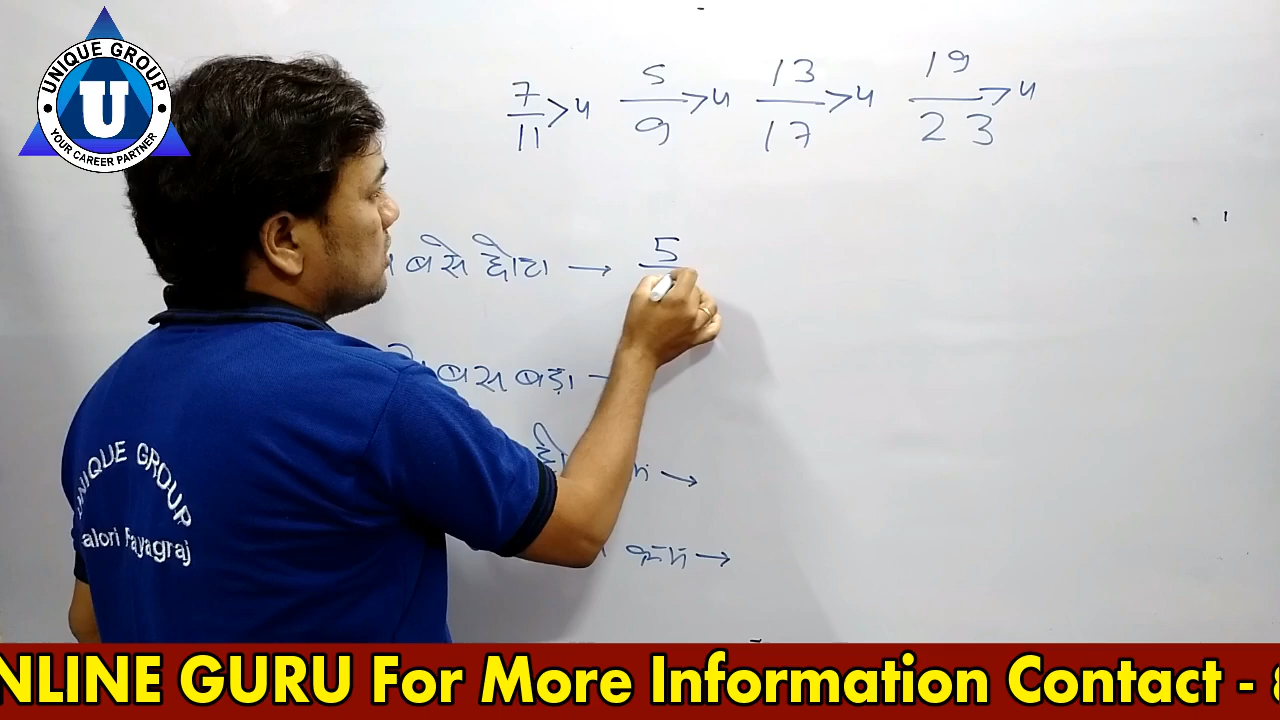 UNIQUE GROUP
U
YOUR CAREER PARTNER
7/11 > 4 5/9 > 4 13/17 > 4 19/23 > 4
बसे छोटा → 5
बस बड़ा –
→
क्रम →
UNIQUE GROUP
alori Prayagraj
NLINE GURU For More Information Contact -